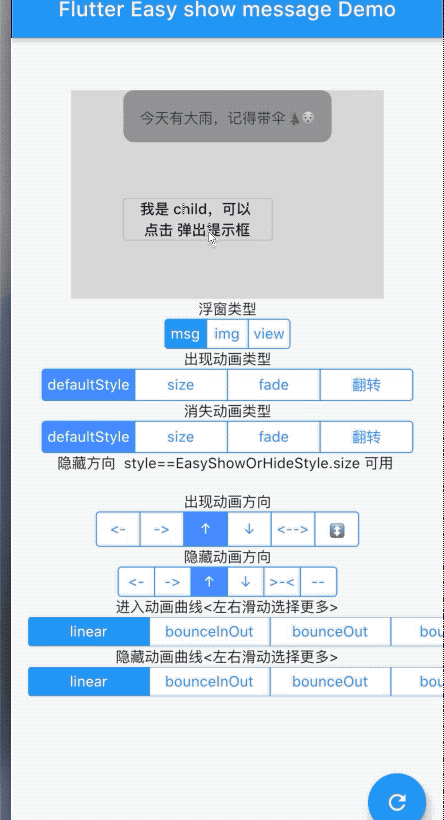 Flutter Easy show message Demo
今天有大雨，记得带伞
我是 child，可以
点击 弹出提示框
浮窗类型
msg img view
出现动画类型
defaultStyle size fade 翻转
消失动画类型
defaultStyle size fade 翻转
隐藏方向 style==EasyShowOrHideStyle.size 可用
出现动画方向
<- -> ↑ ↓ <--> ↕
隐藏动画方向
<- -> ↑ ↓ >-< --
进入动画曲线<左右滑动选择更多>
linear bounceInOut bounceOut bou
隐藏动画曲线<左右滑动选择更多>
linear bounceInOut bounceOut bou